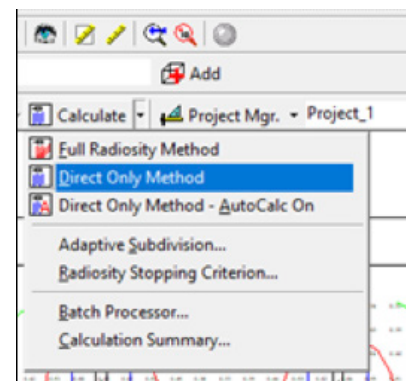 Add
Calculate Project Mgr. Project_1
Full Radiosity Method
Direct Only Method
Direct Only Method - AutoCalc On
Adaptive Subdivision...
Radiosity Stopping Criterion...
Batch Processor...
Calculation Summary...